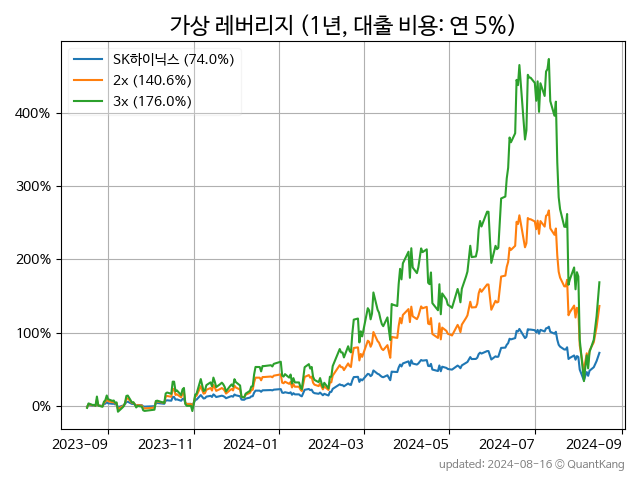 가상 레버리지 (1년, 대출 비용: 연 5%)
SK하이닉스 (74.0%)
2x (140.6%)
3x (176.0%)
400%
300%
200%
100%
0%
2023-09 2023-11 2024-01 2024-03 2024-05 2024-07 2024-09
updated: 2024-08-16 © QuantKang